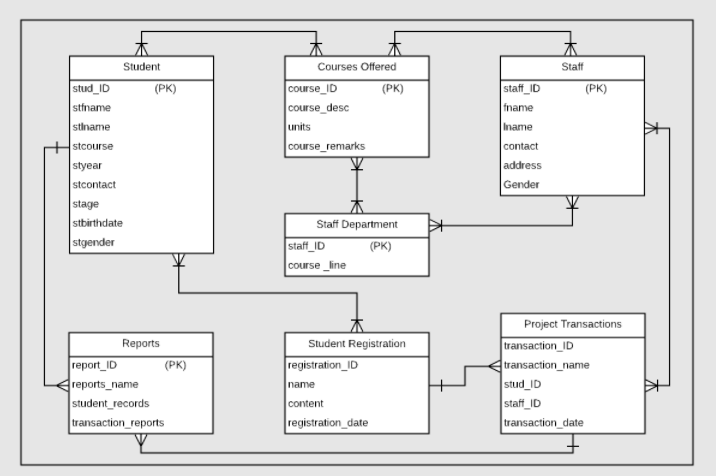 Student
stud_ID (PK)
stfname
stlname
stcourse
styear
stcontact
stage
stbirthdate
stgender
Courses Offered
course_ID (PK)
course_desc
units
course_remarks
Staff
staff_ID (PK)
fname
lname
contact
address
Gender
Staff Department
staff_ID (PK)
course _line
Reports
report_ID (PK)
reports_name
student_records
transaction_reports
Student Registration
registration_ID
name
content
registration_date
Project Transactions
transaction_ID
transaction_name
stud_ID
staff_ID
transaction_date